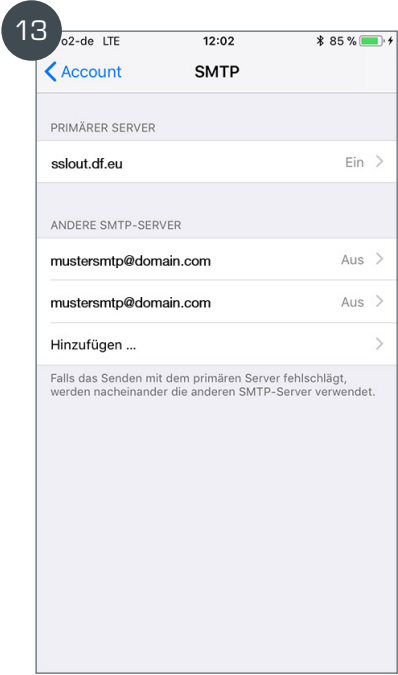 13
o2-de LTE 12:02 85 %
Account SMTP
PRIMÄRER SERVER
sslout.df.eu Ein
ANDERE SMTP-SERVER
mustersmtp@domain.com Aus
mustersmtp@domain.com Aus
Hinzufügen ...
Falls das Senden mit dem primären Server fehlschlägt,
werden nacheinander die anderen SMTP-Server verwendet.